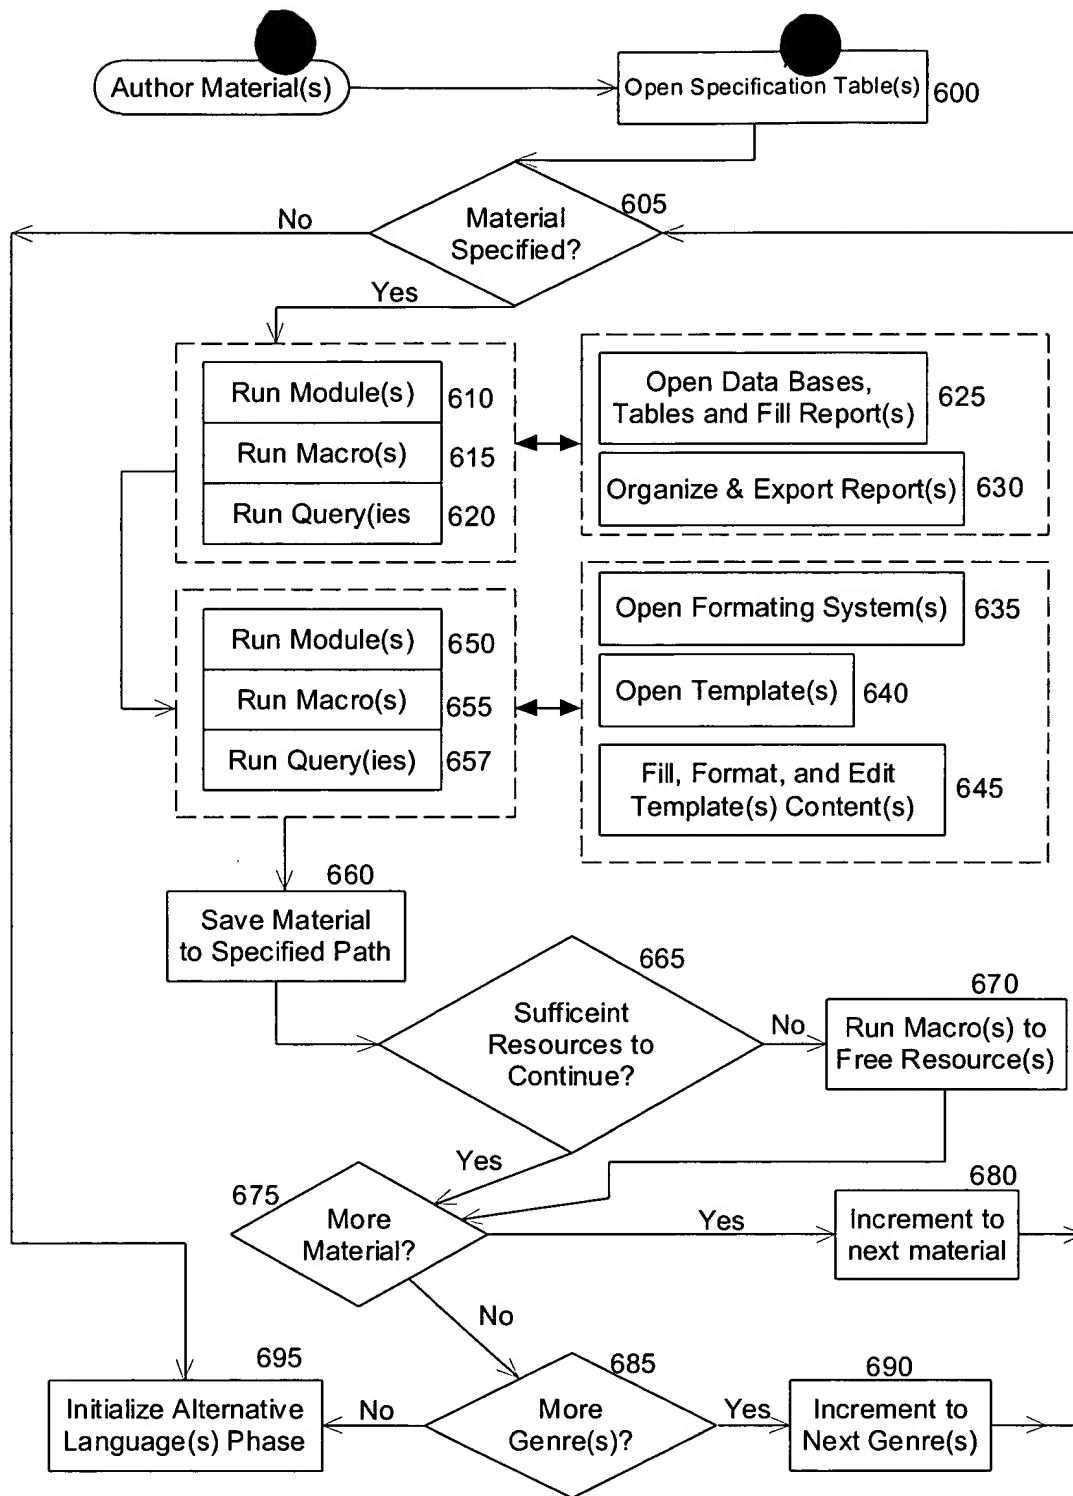 Author Material(s)
Open Specification Table(s)
600
605
No
Material
Specified?
Yes
Run Module(s)
610
Run Macro(s)
615
Run Query(ies
620
Open Data Bases,
Tables and Fill Report(s)
625
Organize & Export Report(s)
630
Run Module(s)
650
Run Macro(s)
655
Run Query(ies)
657
Open Formating System(s)
635
Open Template(s)
640
Fill, Format, and Edit
Template(s) Content(s)
645
660
Save Material
to Specified Path
665
Sufficeint
Resources to
Continue?
No
670
Run Macro(s) to
Free Resource(s)
Yes
675
More
Material?
Yes
680
Increment to
next material
No
695
Initialize Alternative
Language(s) Phase
No
685
More
Genre(s)?
Yes
690
Increment to
Next Genre(s)